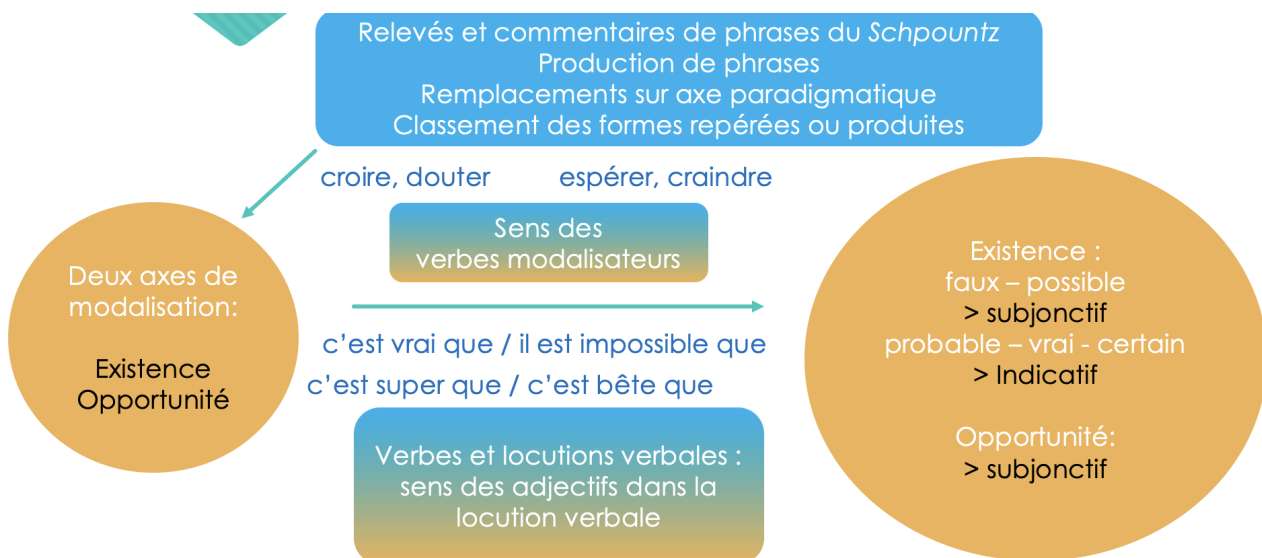 Relevés et commentaires de phrases du Schpountz
Production de phrases
Remplacements sur axe paradigmatique
Classement des formes repérées ou produites
croire, douter espérer, craindre
Sens des
verbes modalisateurs
Deux axes de
modalisation:
Existence
Opportunité
c'est vrai que / il est impossible que
c'est super que / c'est bête que
Verbes et locutions verbales :
sens des adjectifs dans la
locution verbale
Existence :
faux – possible
> subjonctif
probable – vrai - certain
> Indicatif
Opportunité:
> subjonctif